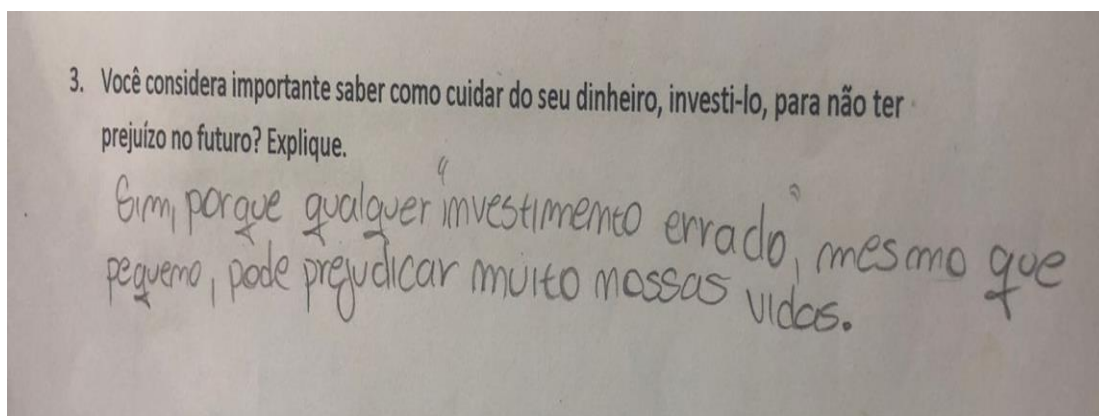 3. Você considera importante saber como cuidar do seu dinheiro, investi-lo, para não ter
prejuízo no futuro? Explique.
Sim, porque qualquer "investimento errado", mesmo que
pequeno, pode prejudicar muito nossas vidas.